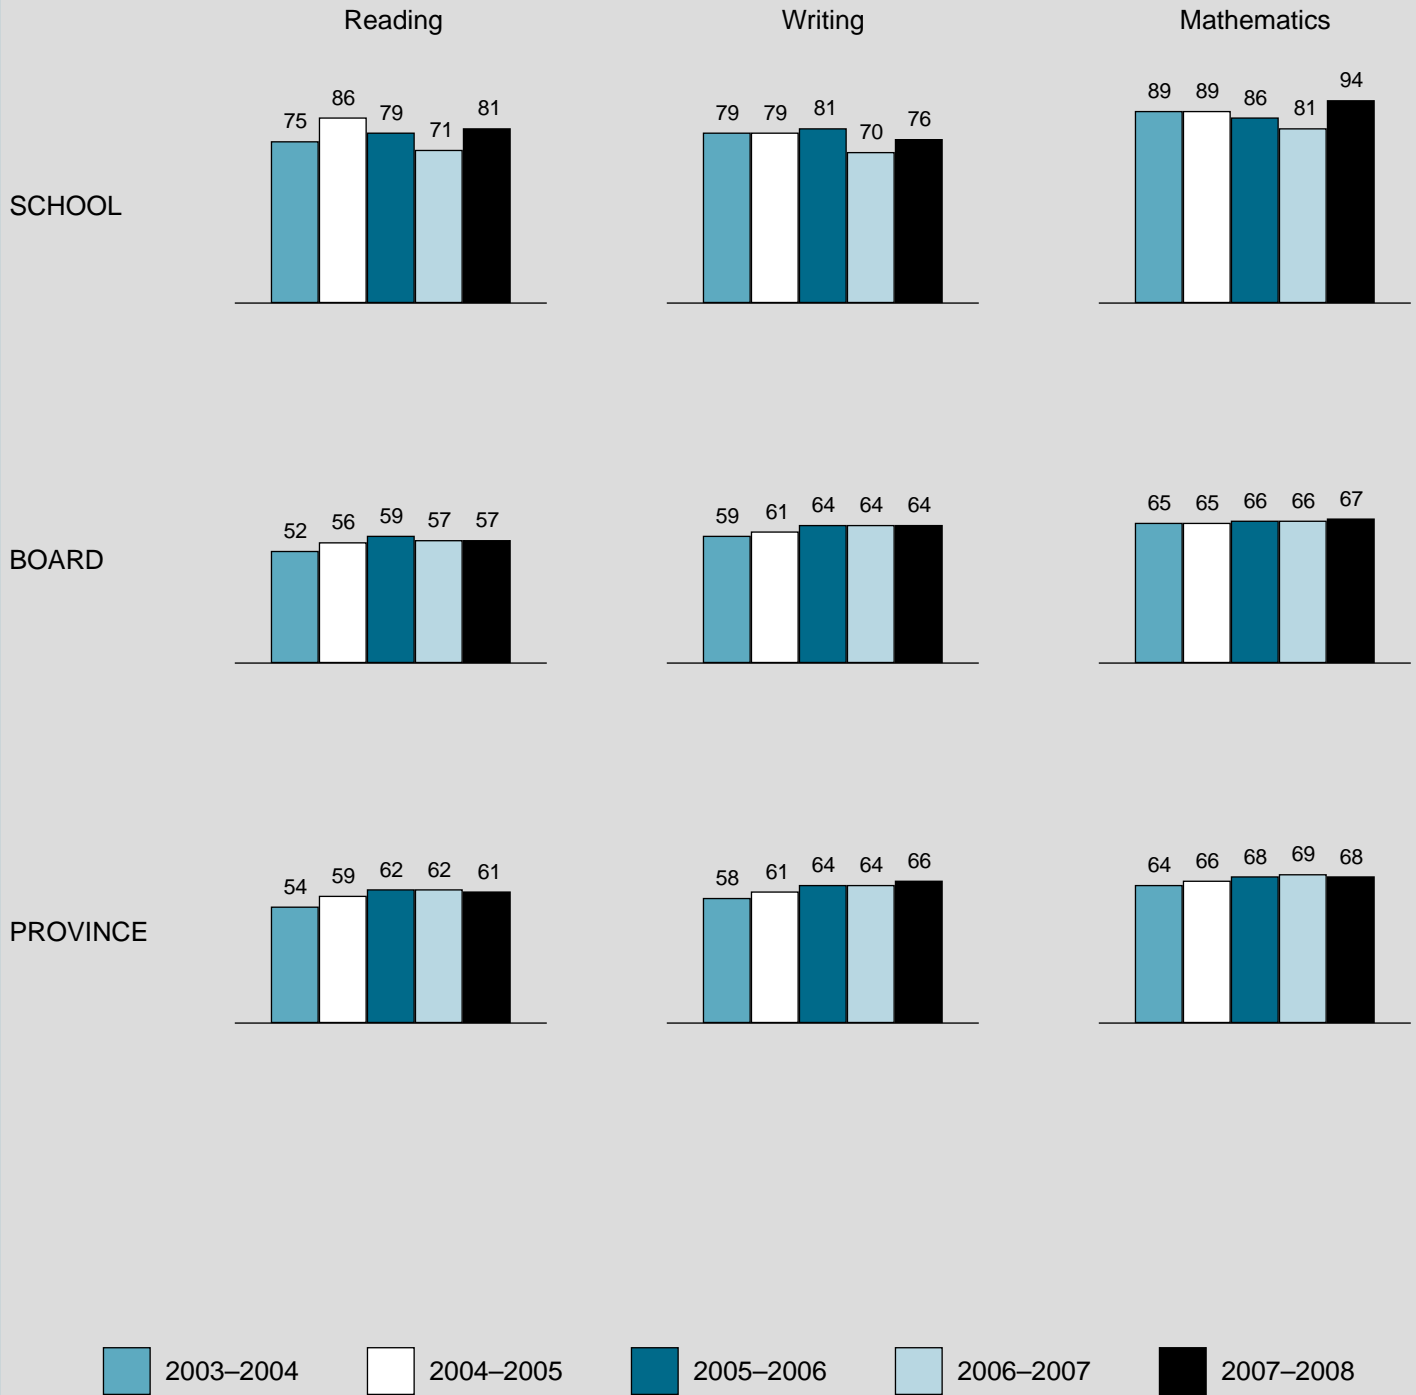 Reading Writing Mathematics
SCHOOL
75 86 79 71 81
79 79 81 70 76
89 89 86 81 94
BOARD
52 56 59 57 57
59 61 64 64 64
65 65 66 66 67
PROVINCE
54 59 62 62 61
58 61 64 64 66
64 66 68 69 68
2003–2004 2004–2005 2005–2006 2006–2007 2007–2008